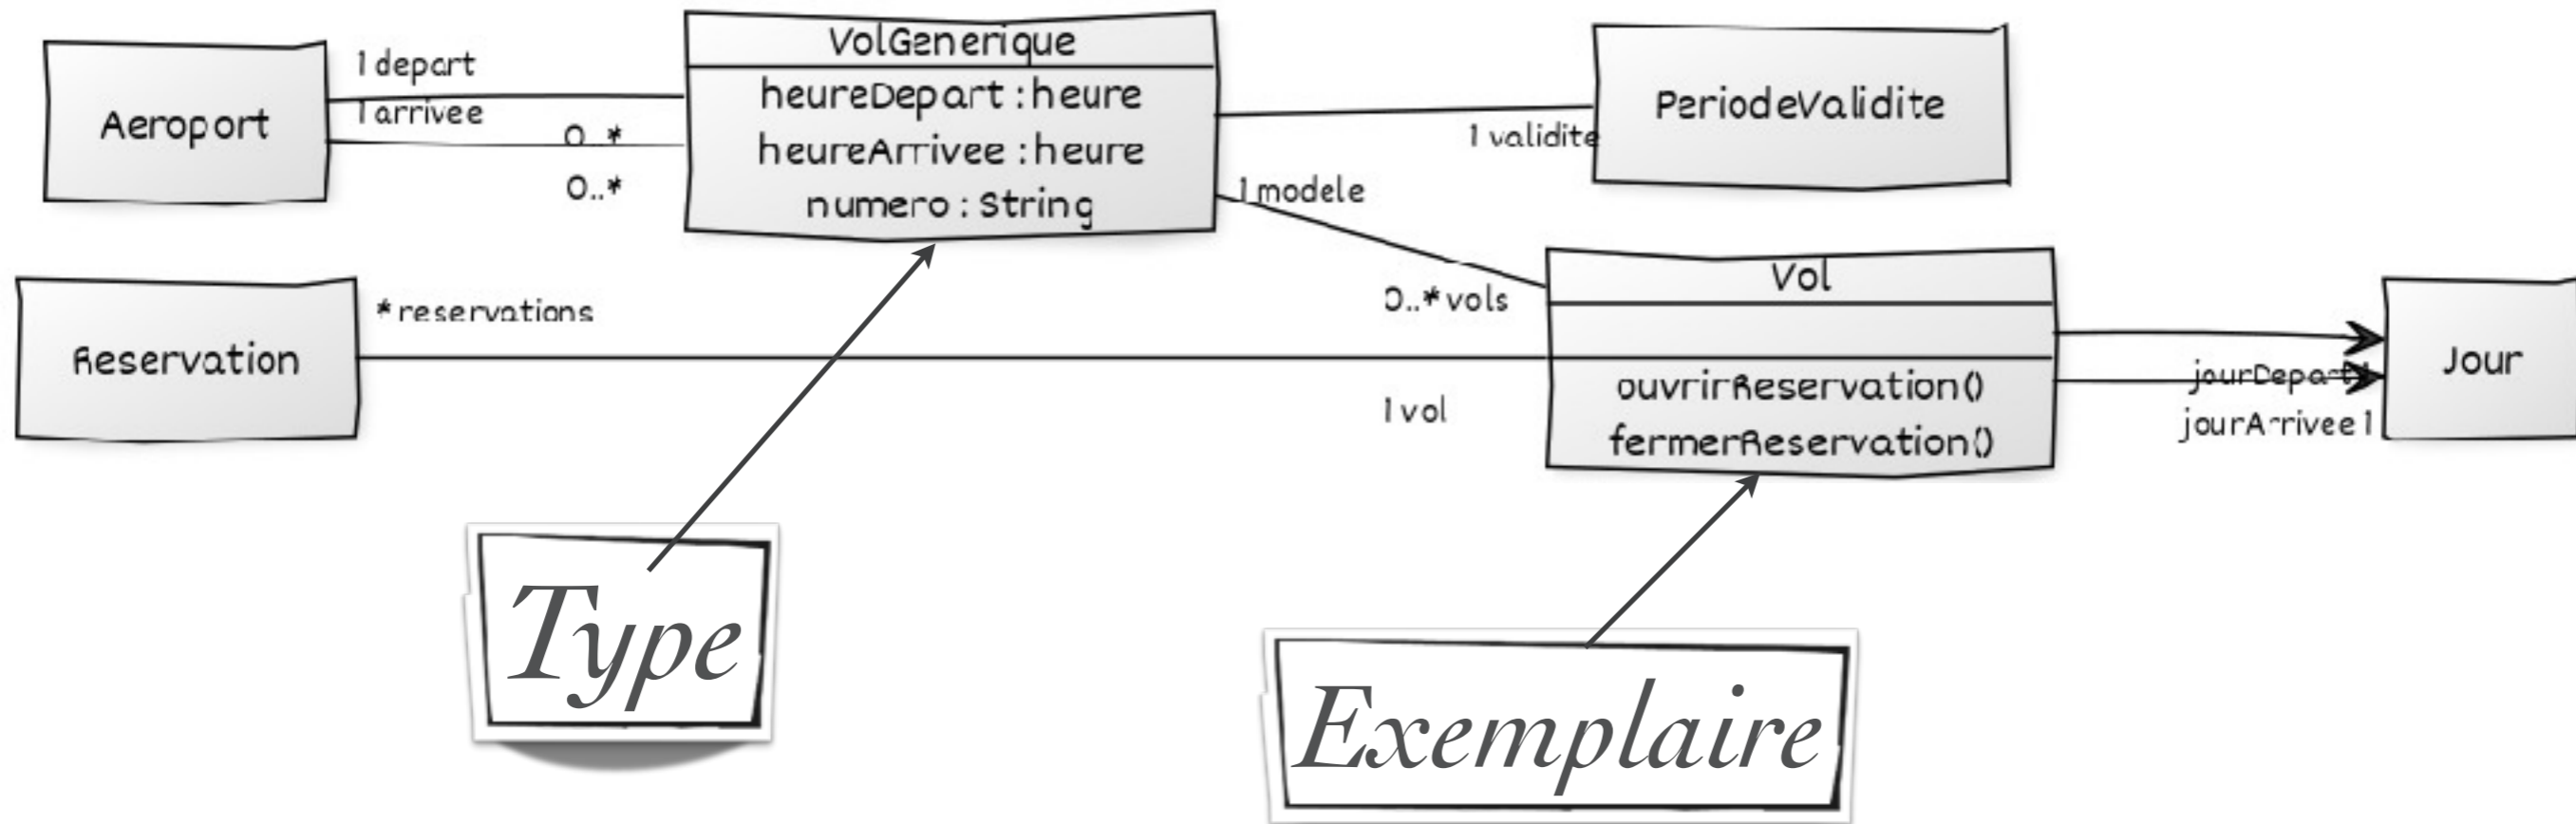 Aeroport
1 depart
1 arrivee
0..*
0..*
VolGenerique
heureDepart : heure
heureArrivee : heure
numero : String
1 validite
PeriodeValidite
1 modele
0..* vols
Reservation
* reservations
1 vol
Vol
ouvrirReservation()
fermerReservation()
jourDepart 1
jourArrivee 1
Jour
Type
Exemplaire